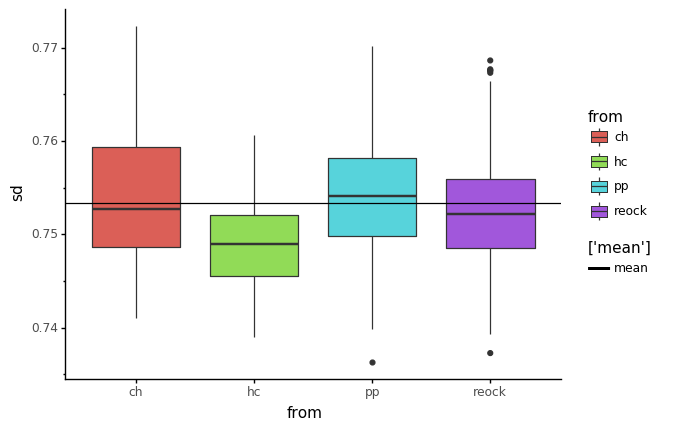 0.77
0.76
0.75
0.74
sd
ch
hc
pp
reock
from
from
ch
hc
pp
reock
['mean']
mean